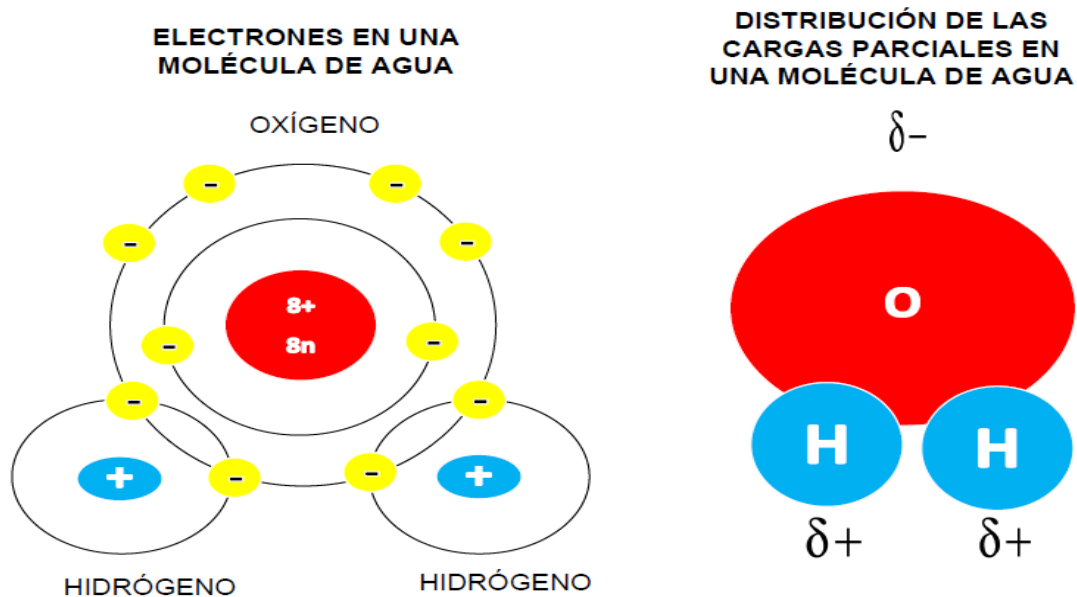 ELECTRONES EN UNA
MOLÉCULA DE AGUA
OXÍGENO
-
-
-
-
8+
8n
-
-
-
-
+
-
-
+
HIDRÓGENO
HIDRÓGENO
DISTRIBUCIÓN DE LAS
CARGAS PARCIALES EN
UNA MOLÉCULA DE AGUA
δ-
O
H
H
δ+
δ+